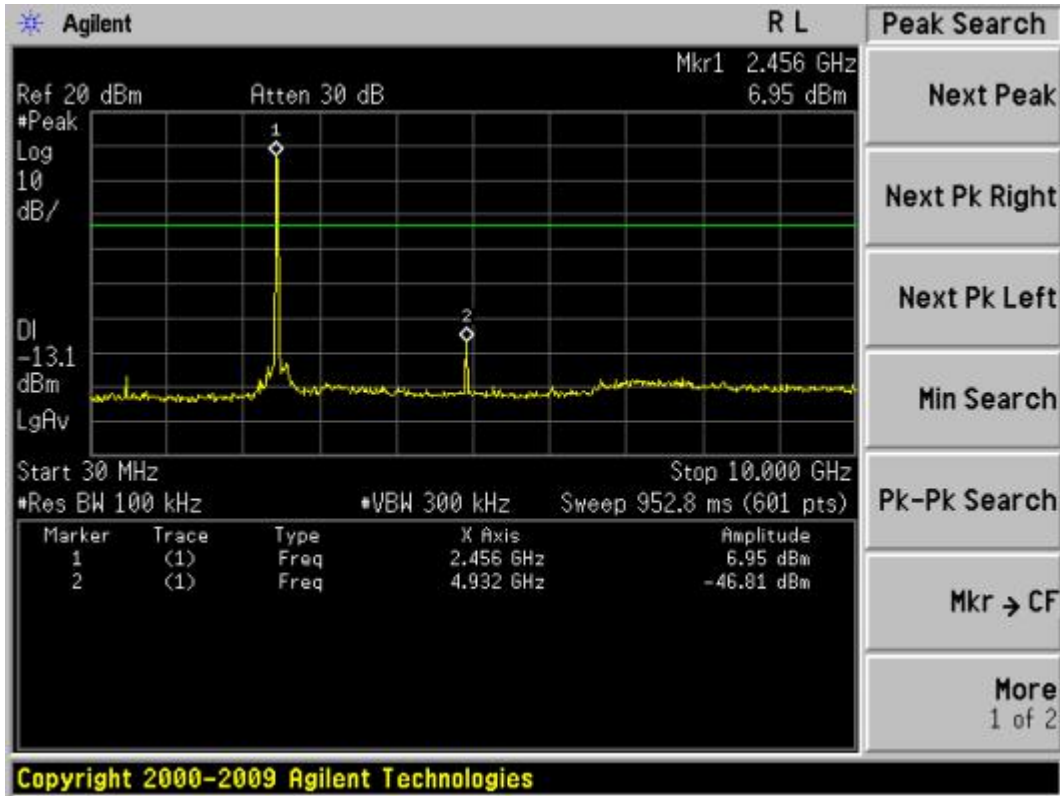 Agilent
R L
Peak Search
Mkr1 2.456 GHz
Ref 20 dBm Atten 30 dB 6.95 dBm
#Peak
Log
10
dB/
1
2
DI
-13.1
dBm
LgAv
Start 30 MHz Stop 10.000 GHz
#Res BW 100 kHz #VBW 300 kHz Sweep 952.8 ms (601 pts)
Marker Trace Type X Axis Amplitude
1 (1) Freq 2.456 GHz 6.95 dBm
2 (1) Freq 4.932 GHz -46.81 dBm
Next Peak
Next Pk Right
Next Pk Left
Min Search
Pk-Pk Search
Mkr → CF
More
1 of 2
Copyright 2000-2009 Agilent Technologies